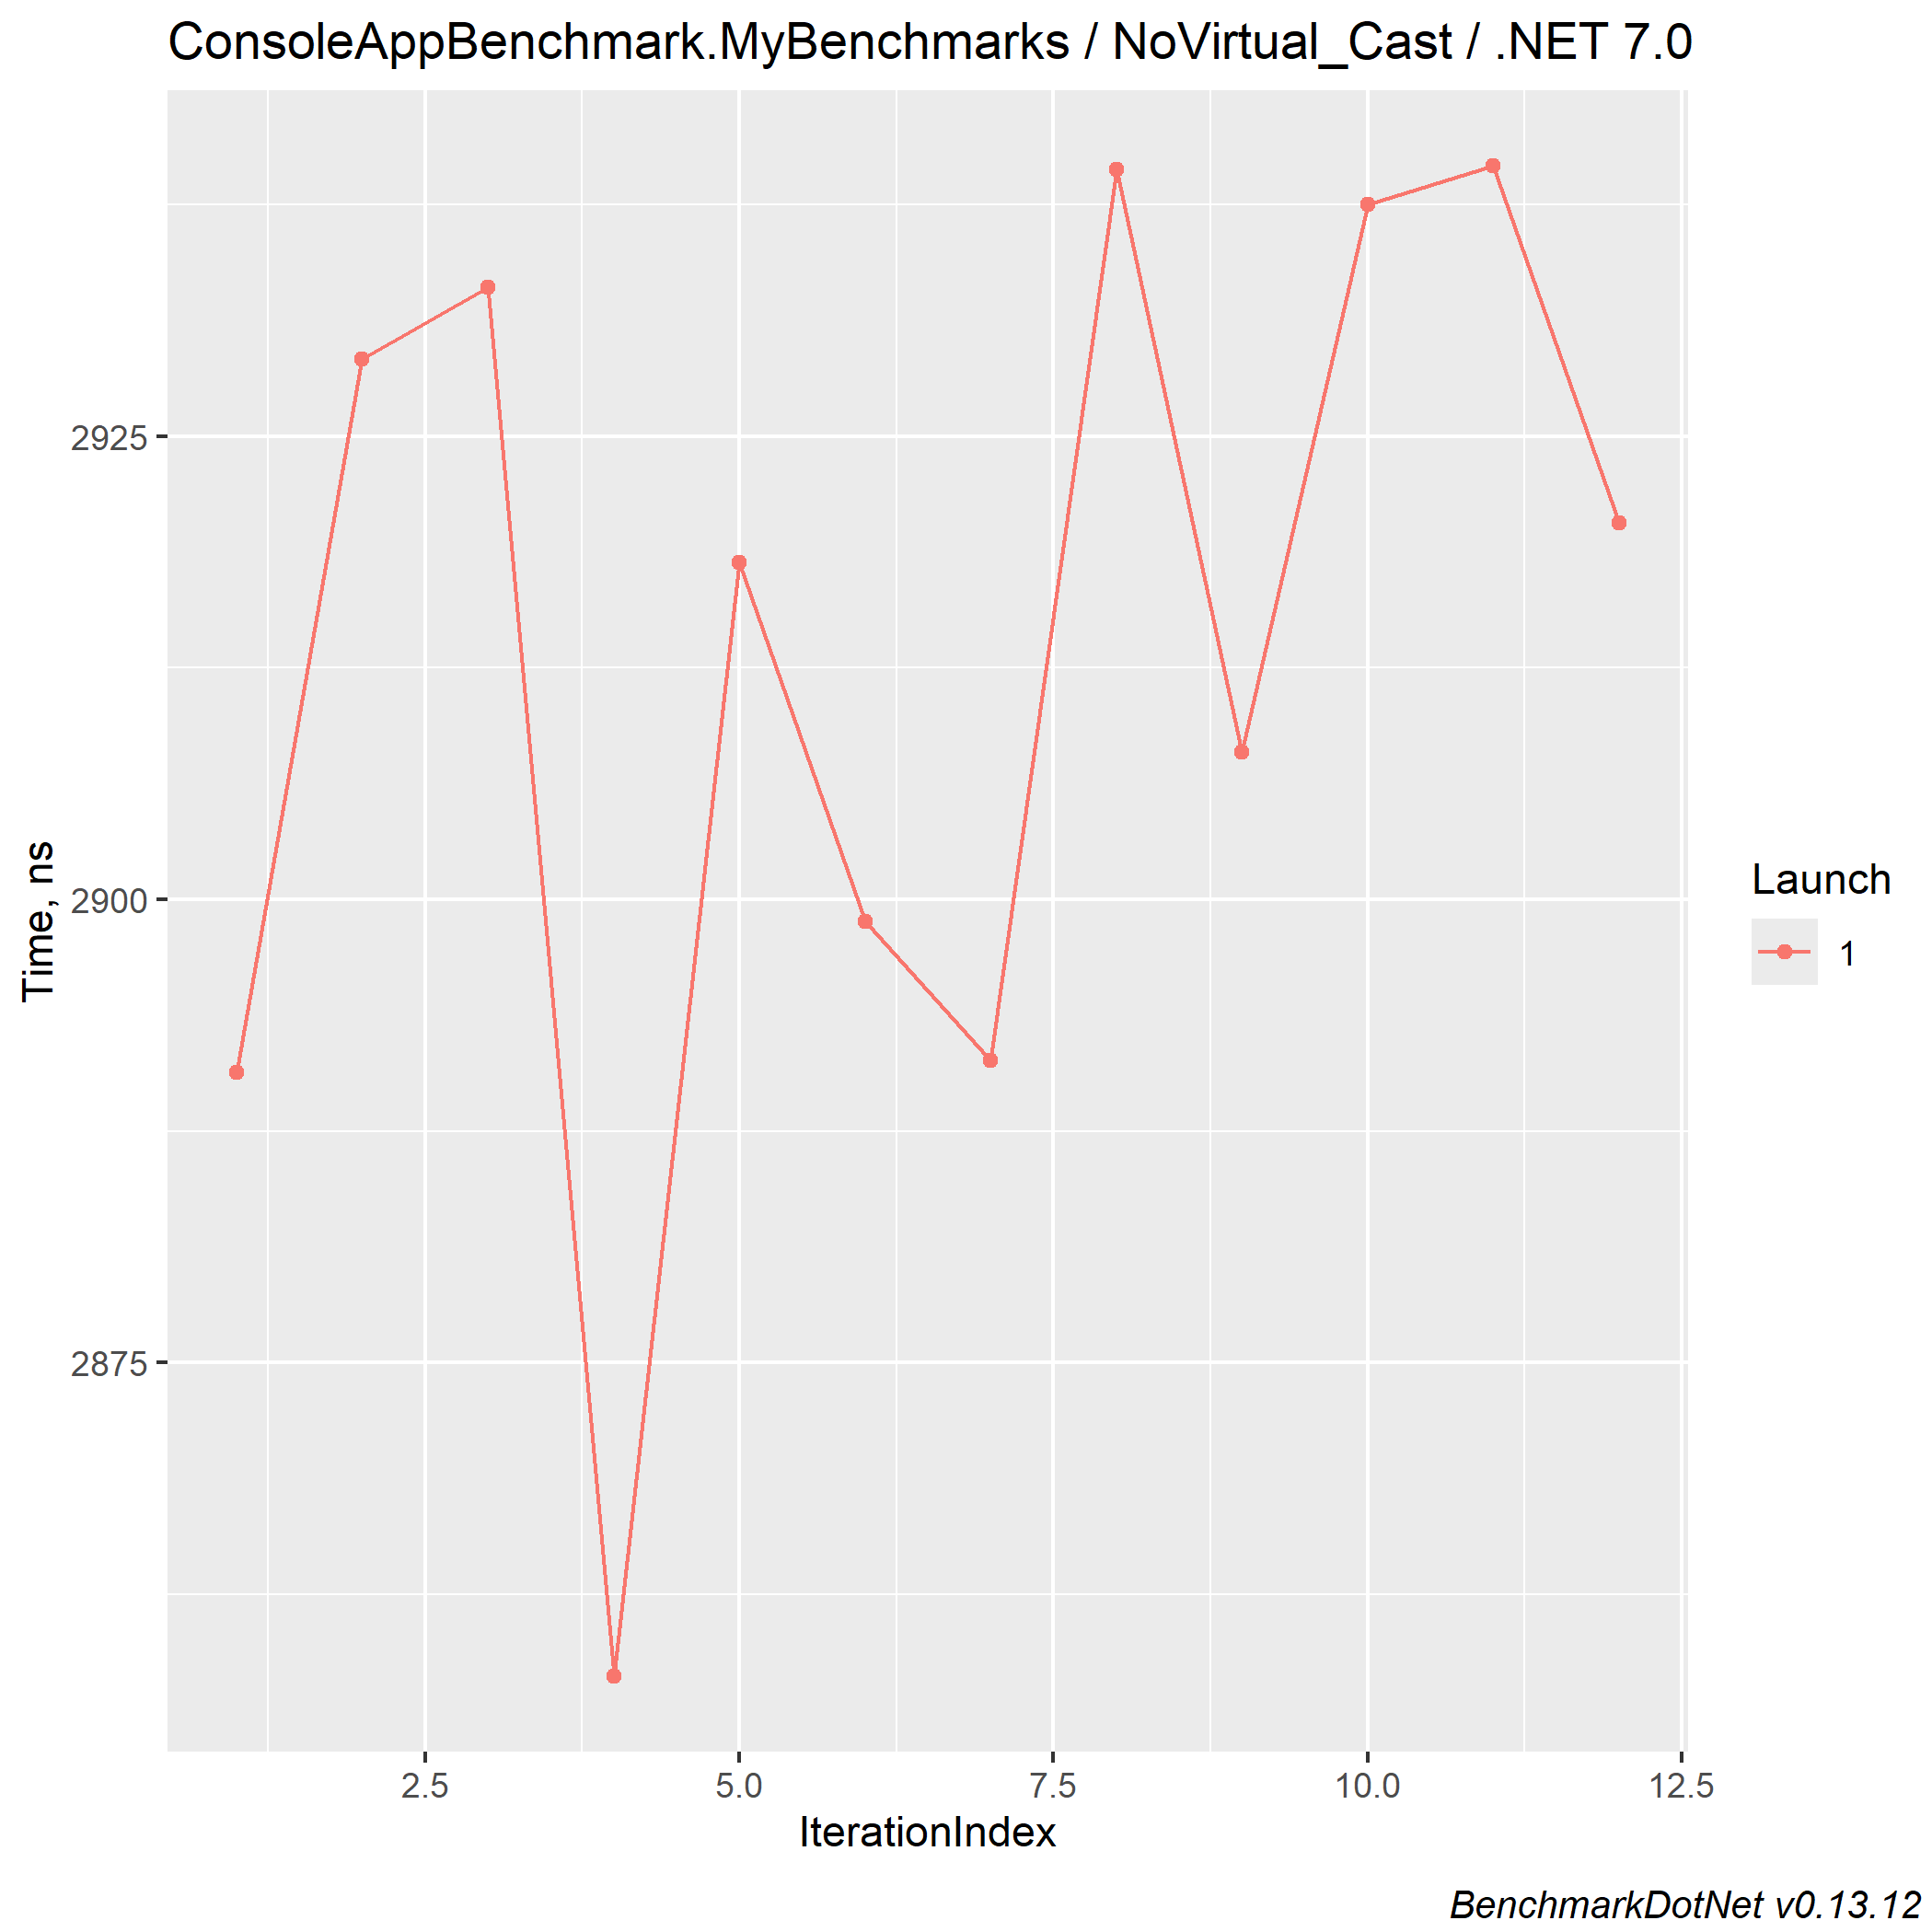 ConsoleAppBenchmark.MyBenchmarks / NoVirtual_Cast / .NET 7.0
Time, ns
2925
2900
2875
2.5 5.0 7.5 10.0 12.5
IterationIndex
Launch
1
BenchmarkDotNet v0.13.12